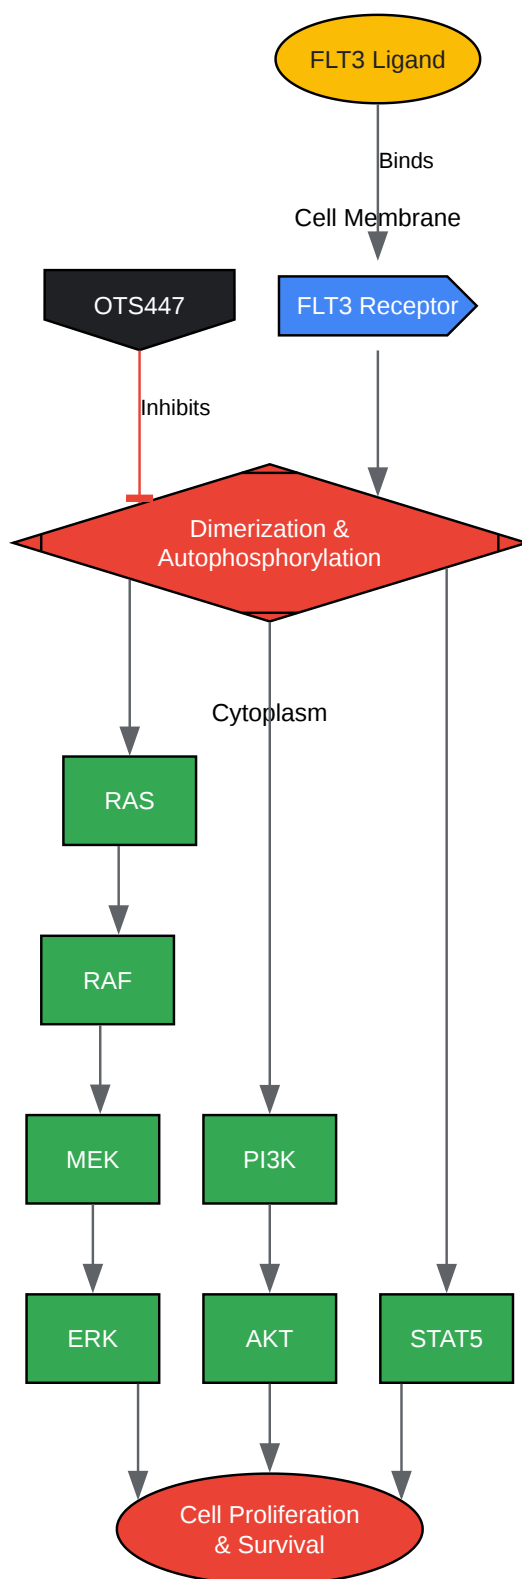 FLT3 Ligand
Binds
Cell Membrane
OTS447
FLT3 Receptor
Inhibits
Dimerization &
Autophosphorylation
Cytoplasm
RAS
RAF
MEK
PI3K
ERK
AKT
STAT5
Cell Proliferation
& Survival